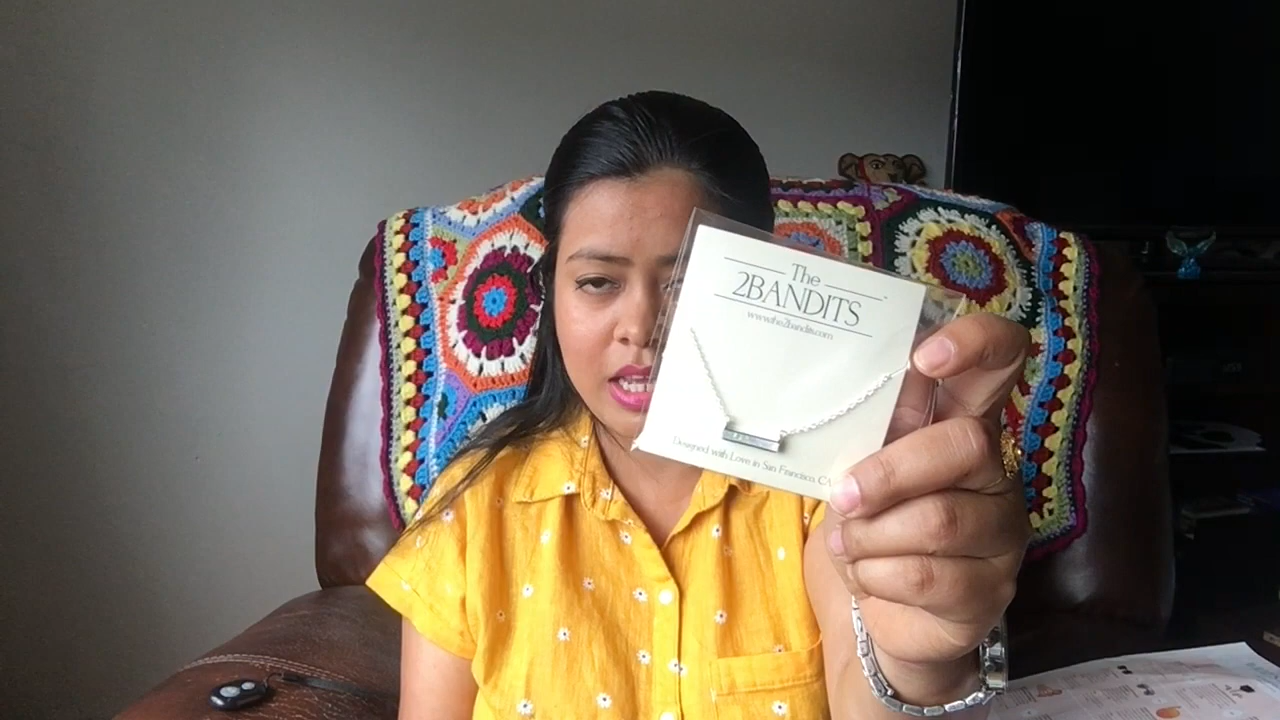 The
2BANDITS
www.the2bandits.com
Designed with Love in San Francisco, CA